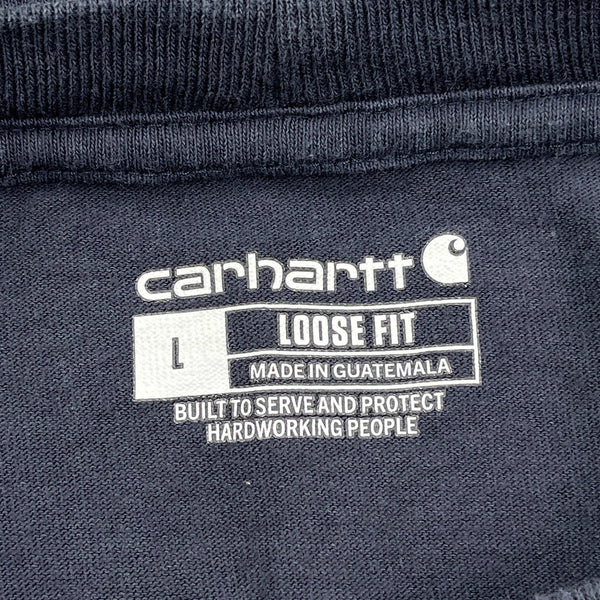 carhartt
L
LOOSE FIT
MADE IN GUATEMALA
BUILT TO SERVE AND PROTECT
HARDWORKING PEOPLE